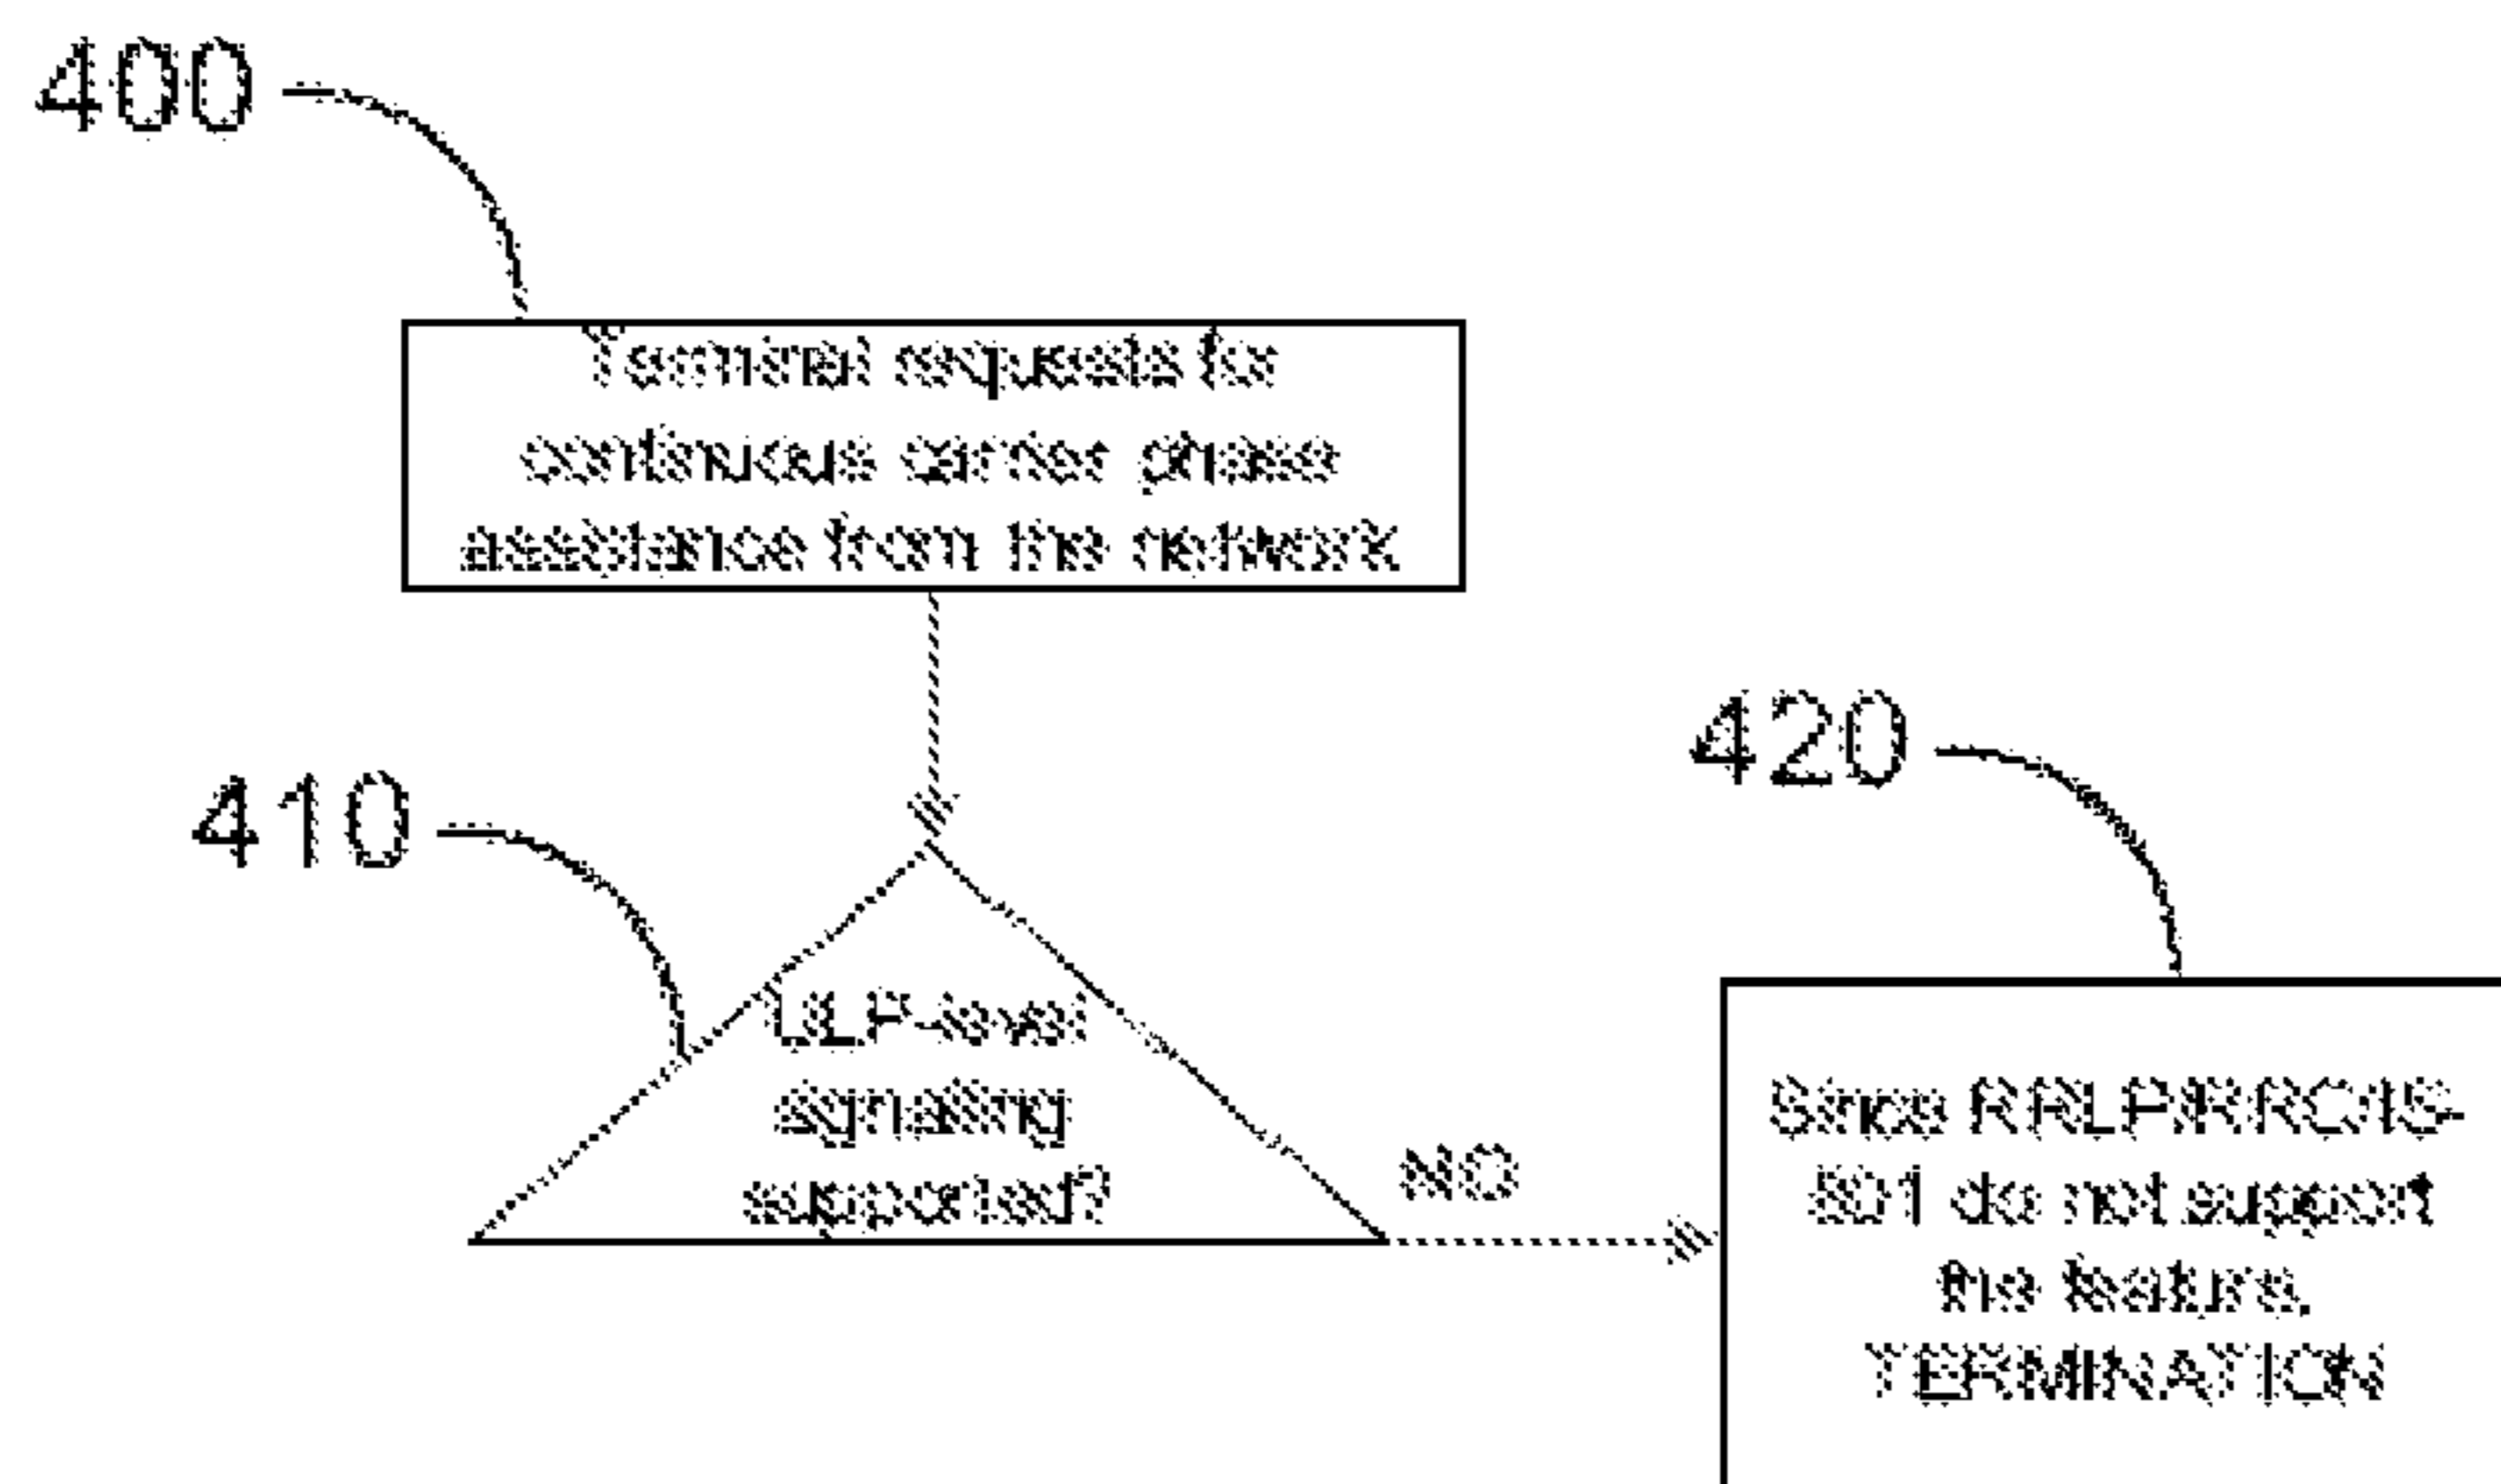 400
Terminal requests for
continuous carrier phase
assistance from the network
410
420
ULP-level
signaling
supported?
NO
Since RRLP/RRC/IS-
801 do not support
the feature,
TERMINATION